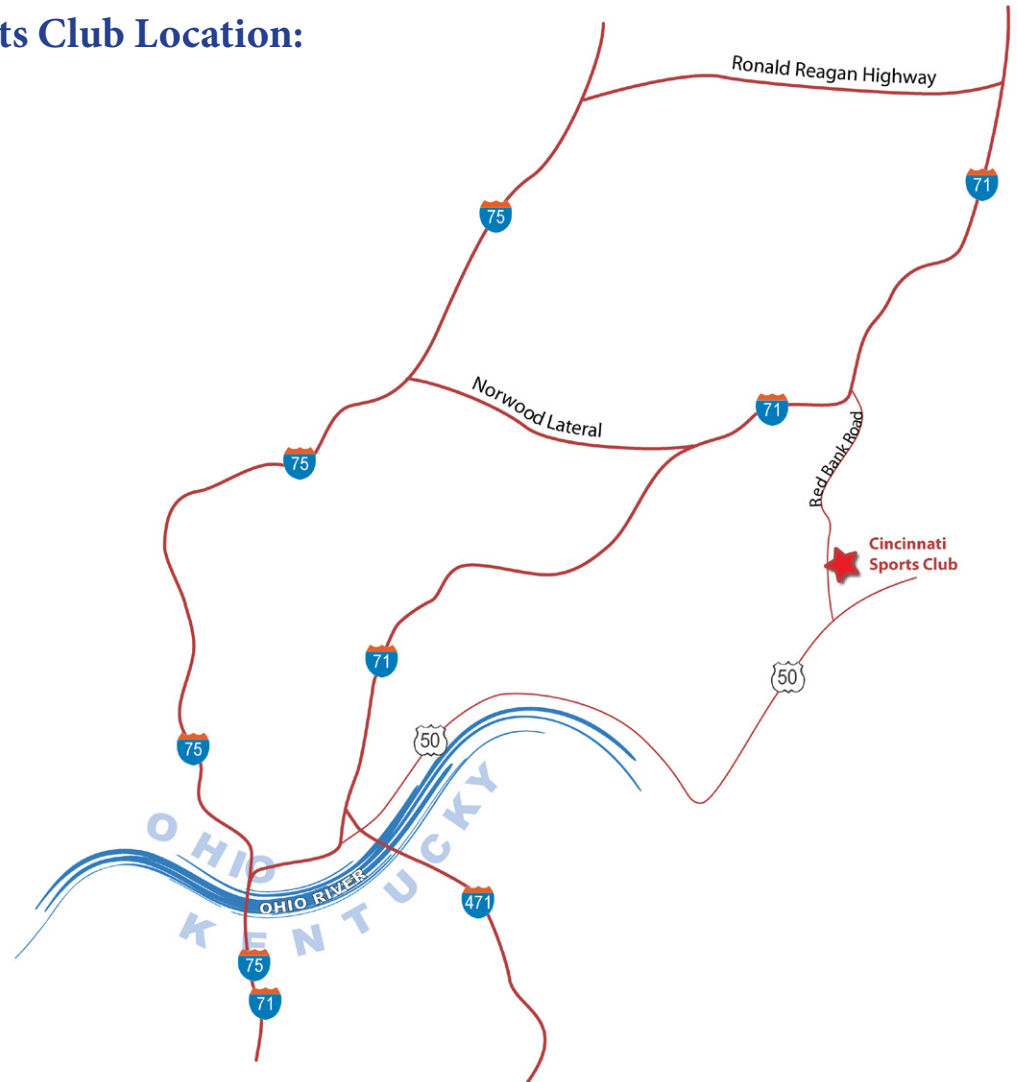 ts Club Location:
Ronald Reagan Highway
71
75
Norwood Lateral
71
Red Bank Road
75
Cincinnati
Sports Club
71
50
50
75
OHIO
KENTUCKY
OHIO RIVER
471
75
71